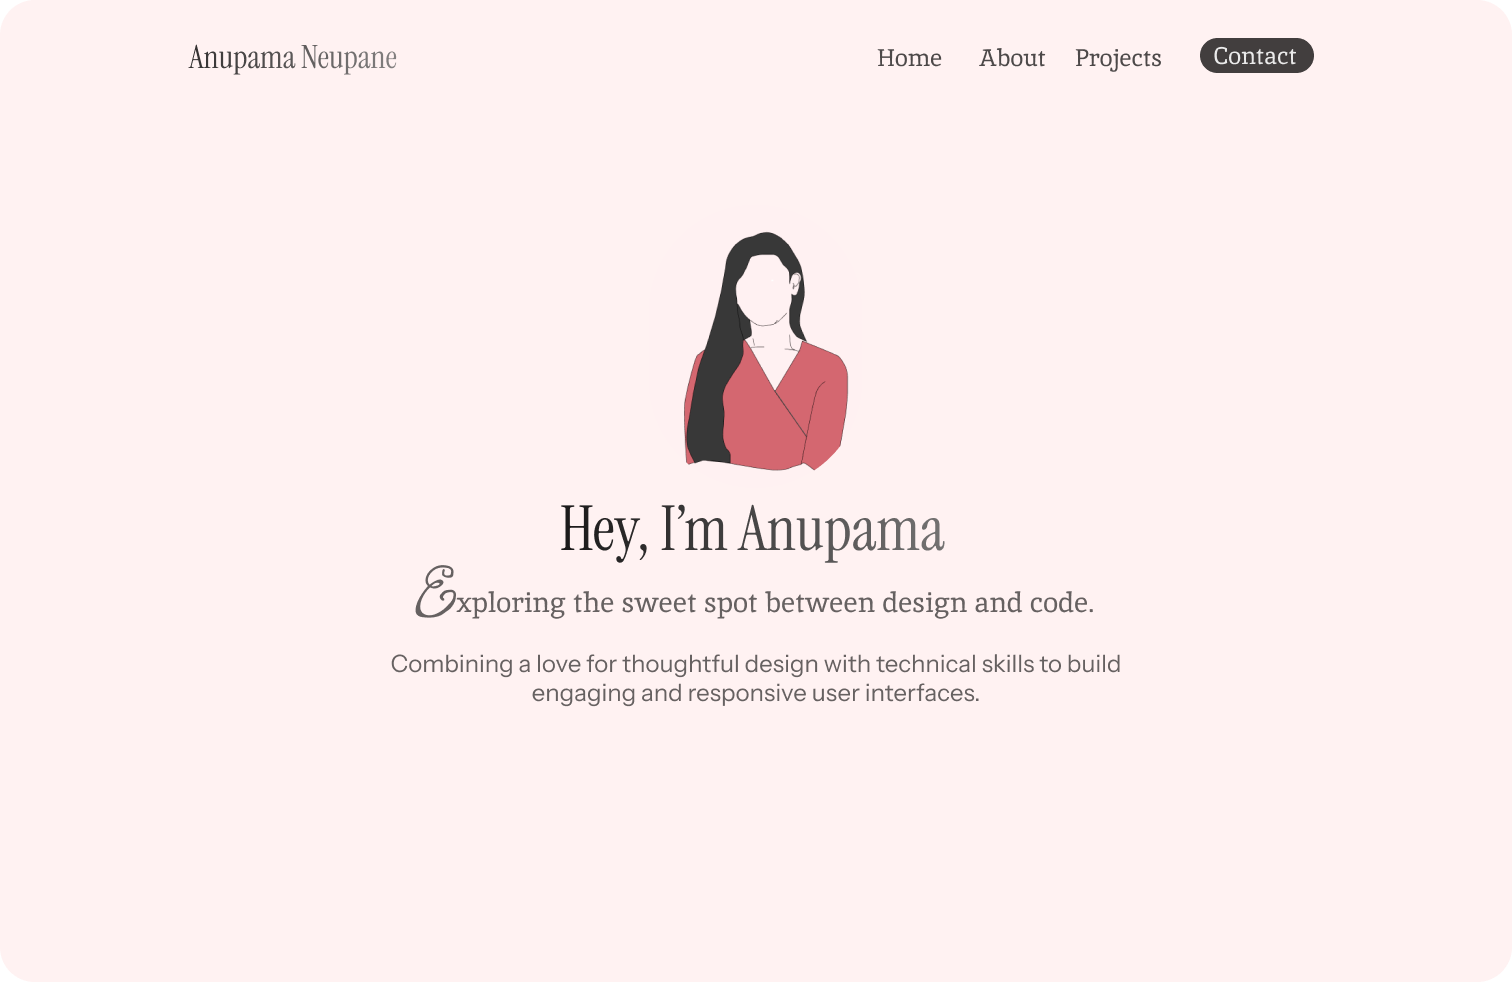 Anupama Neupane
Home About Projects Contact
Hey, I’m Anupama
Exploring the sweet spot between design and code.
Combining a love for thoughtful design with technical skills to build
engaging and responsive user interfaces.